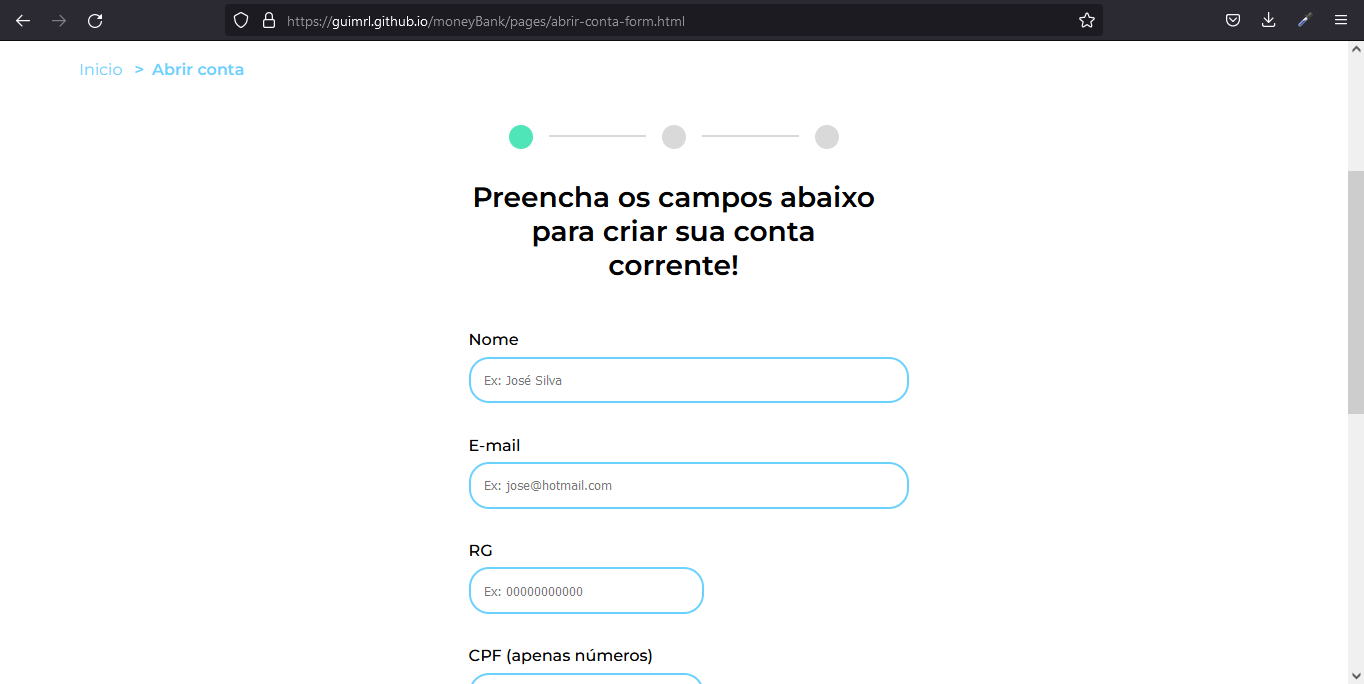 https://guimrl.github.io/moneyBank/pages/abrir-conta-form.html
Inicio > Abrir conta
Preencha os campos abaixo
para criar sua conta
corrente!
Nome
Ex: José Silva
E-mail
Ex: jose@hotmail.com
RG
Ex: 00000000000
CPF (apenas números)